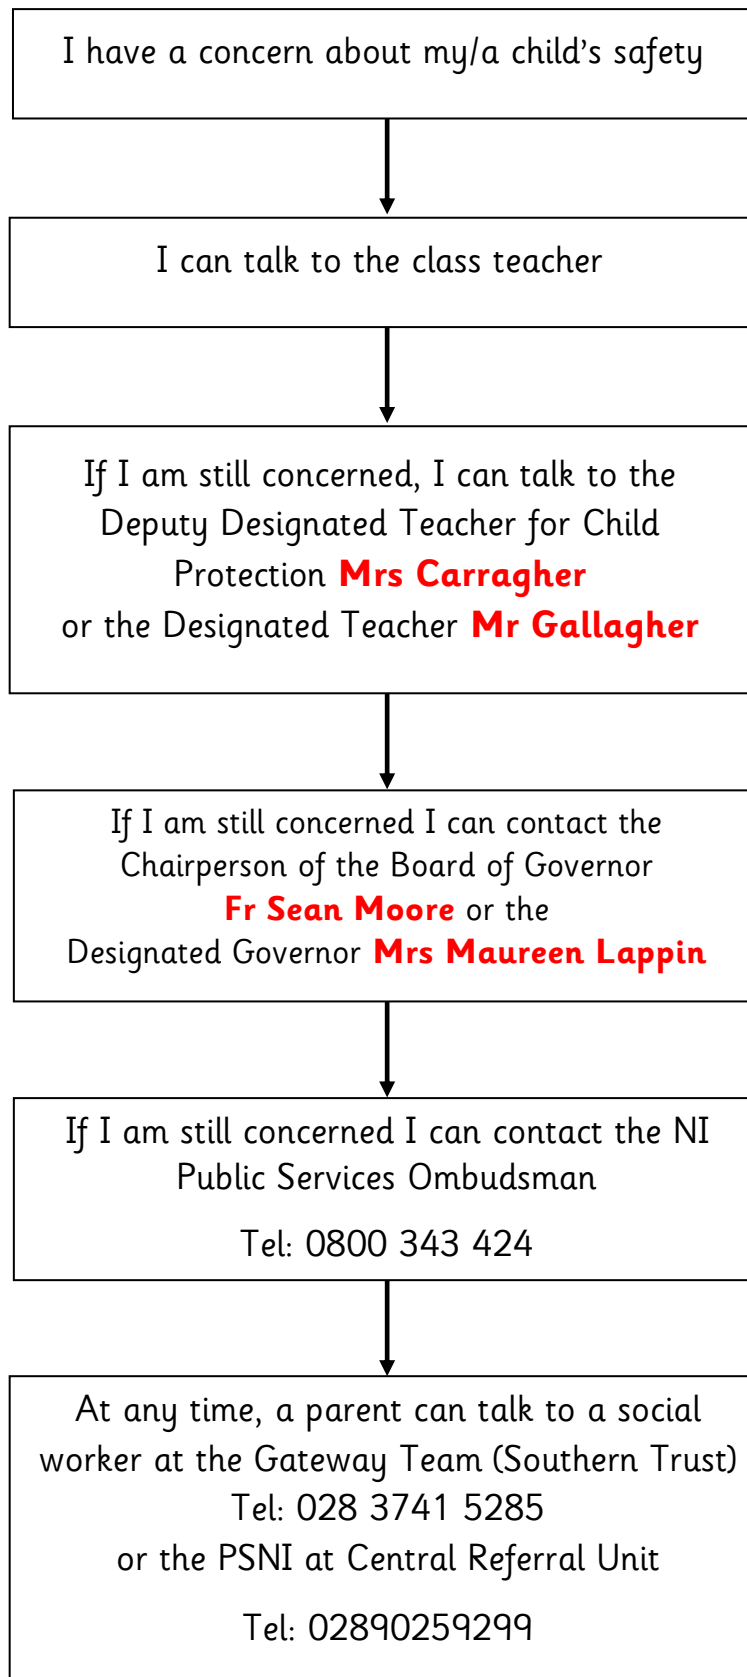 I have a concern about my/a child's safety
I can talk to the class teacher
If I am still concerned, I can talk to the
Deputy Designated Teacher for Child
Protection Mrs Carragher
or the Designated Teacher Mr Gallagher
If I am still concerned I can contact the
Chairperson of the Board of Governor
Fr Sean Moore or the
Designated Governor Mrs Maureen Lappin
If I am still concerned I can contact the NI
Public Services Ombudsman
Tel: 0800 343 424
At any time, a parent can talk to a social
worker at the Gateway Team (Southern Trust)
Tel: 028 3741 5285
or the PSNI at Central Referral Unit
Tel: 02890259299